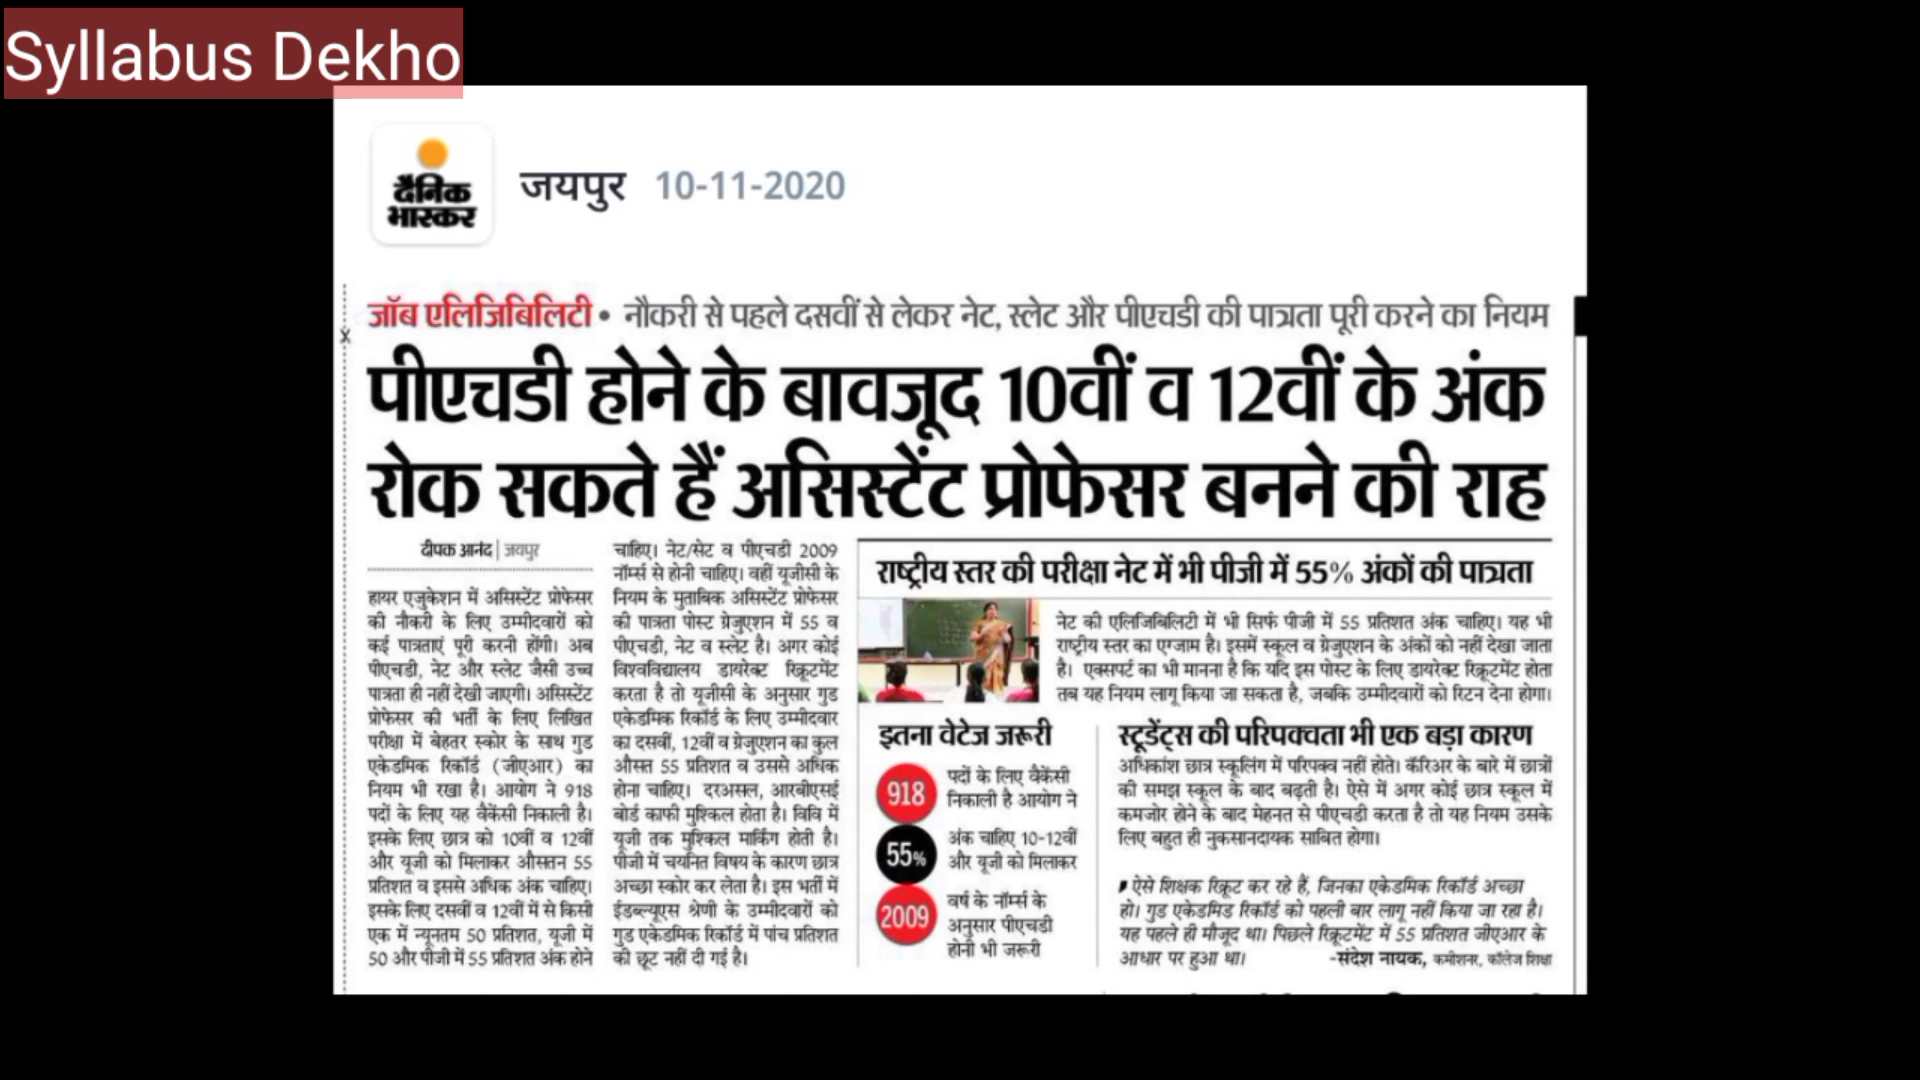 Syllabus Dekho
दैनिक
भास्कर
जयपुर 10-11-2020
जॉब एलिजिबिलिटी • नौकरी से पहले दसवीं से लेकर नेट, स्लेट और पीएचडी की पात्रता पूरी करने का नियम
पीएचडी होने के बावजूद 10वीं व 12वीं के अंक
रोक सकते हैं असिस्टेंट प्रोफेसर बनने की राह
दीपक आनंद | जयपुर
हायर एजुकेशन में असिस्टेंट प्रोफेसर
की नौकरी के लिए उम्मीदवारों को
कई पात्रताएं पूरी करनी होंगी। अब
पीएचडी, नेट और स्लेट जैसी उच्च
पात्रता ही नहीं देखी जाएगी। असिस्टेंट
प्रोफेसर की भर्ती के लिए लिखित
परीक्षा में बेहतर स्कोर के साथ गुड
एकेडमिक रिकॉर्ड (जीएआर) का
नियम भी रखा है। आयोग ने 918
पदों के लिए यह वैकेंसी निकाली है।
इसके लिए छात्र को 10वीं व 12वीं
और यूजी को मिलाकर औसतन 55
प्रतिशत व इससे अधिक अंक चाहिए।
इसके लिए दसवीं व 12वीं में से किसी
एक में न्यूनतम 50 प्रतिशत, यूजी में
50 और पीजी में 55 प्रतिशत अंक होने
चाहिए। नेट/सेट व पीएचडी 2009
नॉर्म्स से होनी चाहिए। वहीं यूजीसी के
नियम के मुताबिक असिस्टेंट प्रोफेसर
की पात्रता पोस्ट ग्रेजुएशन में 55 व
पीएचडी, नेट व स्लेट है। अगर कोई
विश्वविद्यालय डायरेक्ट रिक्रूटमेंट
करता है तो यूजीसी के अनुसार गुड
एकेडमिक रिकॉर्ड के लिए उम्मीदवार
का दसवीं, 12वीं व ग्रेजुएशन का कुल
औसत 55 प्रतिशत व उससे अधिक
होना चाहिए। दरअसल, आरबीएसई
बोर्ड काफी मुश्किल होता है। विवि में
यूजी तक मुश्किल मार्किंग होती है।
पीजी में चयनित विषय के कारण छात्र
अच्छा स्कोर कर लेता है। इस भर्ती में
ईडब्ल्यूएस श्रेणी के उम्मीदवारों को
गुड एकेडमिक रिकॉर्ड में पांच प्रतिशत
की छूट नहीं दी गई है।
राष्ट्रीय स्तर की परीक्षा नेट में भी पीजी में 55% अंकों की पात्रता
नेट की एलिजिबिलिटी में भी सिर्फ पीजी में 55 प्रतिशत अंक चाहिए। यह भी
राष्ट्रीय स्तर का एग्जाम है। इसमें स्कूल व ग्रेजुएशन के अंकों को नहीं देखा जाता
है। एक्सपर्ट का भी मानना है कि यदि इस पोस्ट के लिए डायरेक्ट रिक्रूटमेंट होता
तब यह नियम लागू किया जा सकता है, जबकि उम्मीदवारों को रिटन देना होगा।
इतना वेटेज जरूरी
918 पदों के लिए वैकेंसी
निकाली है आयोग ने
55% अंक चाहिए 10-12वीं
और यूजी को मिलाकर
2009 वर्ष के नॉर्म्स के
अनुसार पीएचडी
होनी भी जरूरी
स्टूडेंट्स की परिपक्वता भी एक बड़ा कारण
अधिकांश छात्र स्कूलिंग में परिपक्व नहीं होते। कॅरिअर के बारे में छात्रों
की समझ स्कूल के बाद बढ़ती है। ऐसे में अगर कोई छात्र स्कूल में
कमजोर होने के बाद मेहनत से पीएचडी करता है तो यह नियम उसके
लिए बहुत ही नुकसानदायक साबित होगा।
ऐसे शिक्षक रिक्रूट कर रहे हैं, जिनका एकेडमिक रिकॉर्ड अच्छा
हो। गुड एकेडमिड रिकॉर्ड को पहली बार लागू नहीं किया जा रहा है।
यह पहले ही मौजूद था। पिछले रिक्रूटमेंट में 55 प्रतिशत जीएआर के
आधार पर हुआ था। -संदेश नायक, कमीशनर, कॉलेज शिक्षा